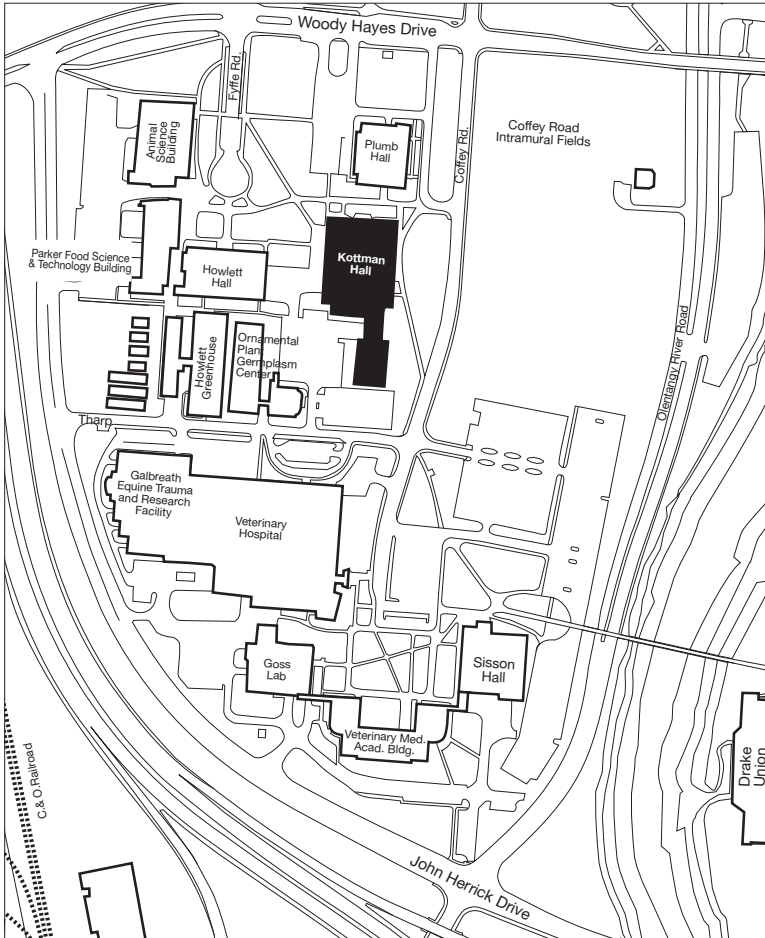 Woody Hayes Drive
Fyffe Rd.
Animal
Science
Building
Plumb
Hall
Coffey Rd.
Coffey Road
Intramural Fields
Parker Food Science
& Technology Building
Howlett
Hall
Kottman
Hall
Howlett
Greenhouse
Ornamental
Plant
Germplasm
Center
Olentangy River Road
Tharp
Galbreath
Equine Trauma
and Research
Facility
Veterinary
Hospital
Goss
Lab
Sisson
Hall
Veterinary Med.
Acad. Bldg.
C.& O.Railroad
Drake
Union
John Herrick Drive